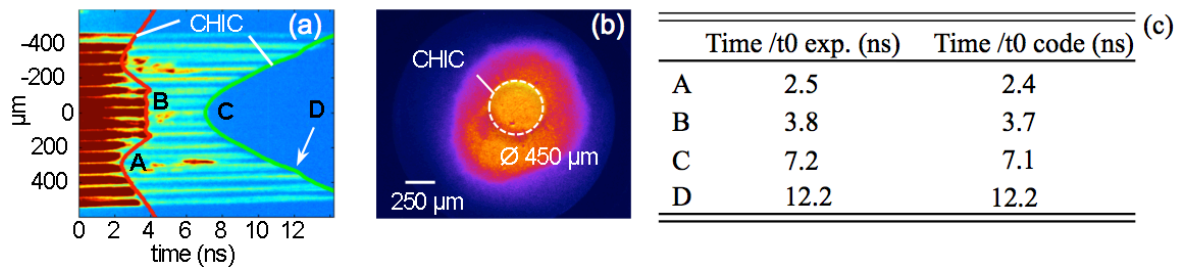 (a)
CHIC
-400
-200
0
200
400
μm
A
B
C
D
0 2 4 6 8 10 12
time (ns)
(b)
CHIC
Ø 450 μm
250 μm
(c)
Time /t0 exp. (ns) Time /t0 code (ns)
A 2.5 2.4
B 3.8 3.7
C 7.2 7.1
D 12.2 12.2